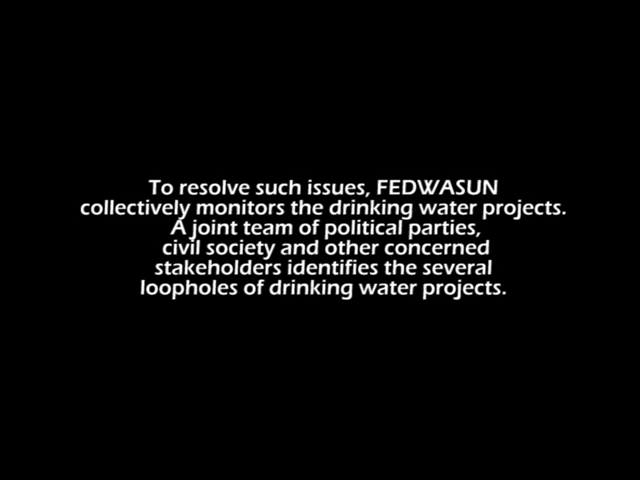 To resolve such issues, FEDWASUN
collectively monitors the drinking water projects.
A joint team of political parties,
civil society and other concerned
stakeholders identifies the several
loopholes of drinking water projects.